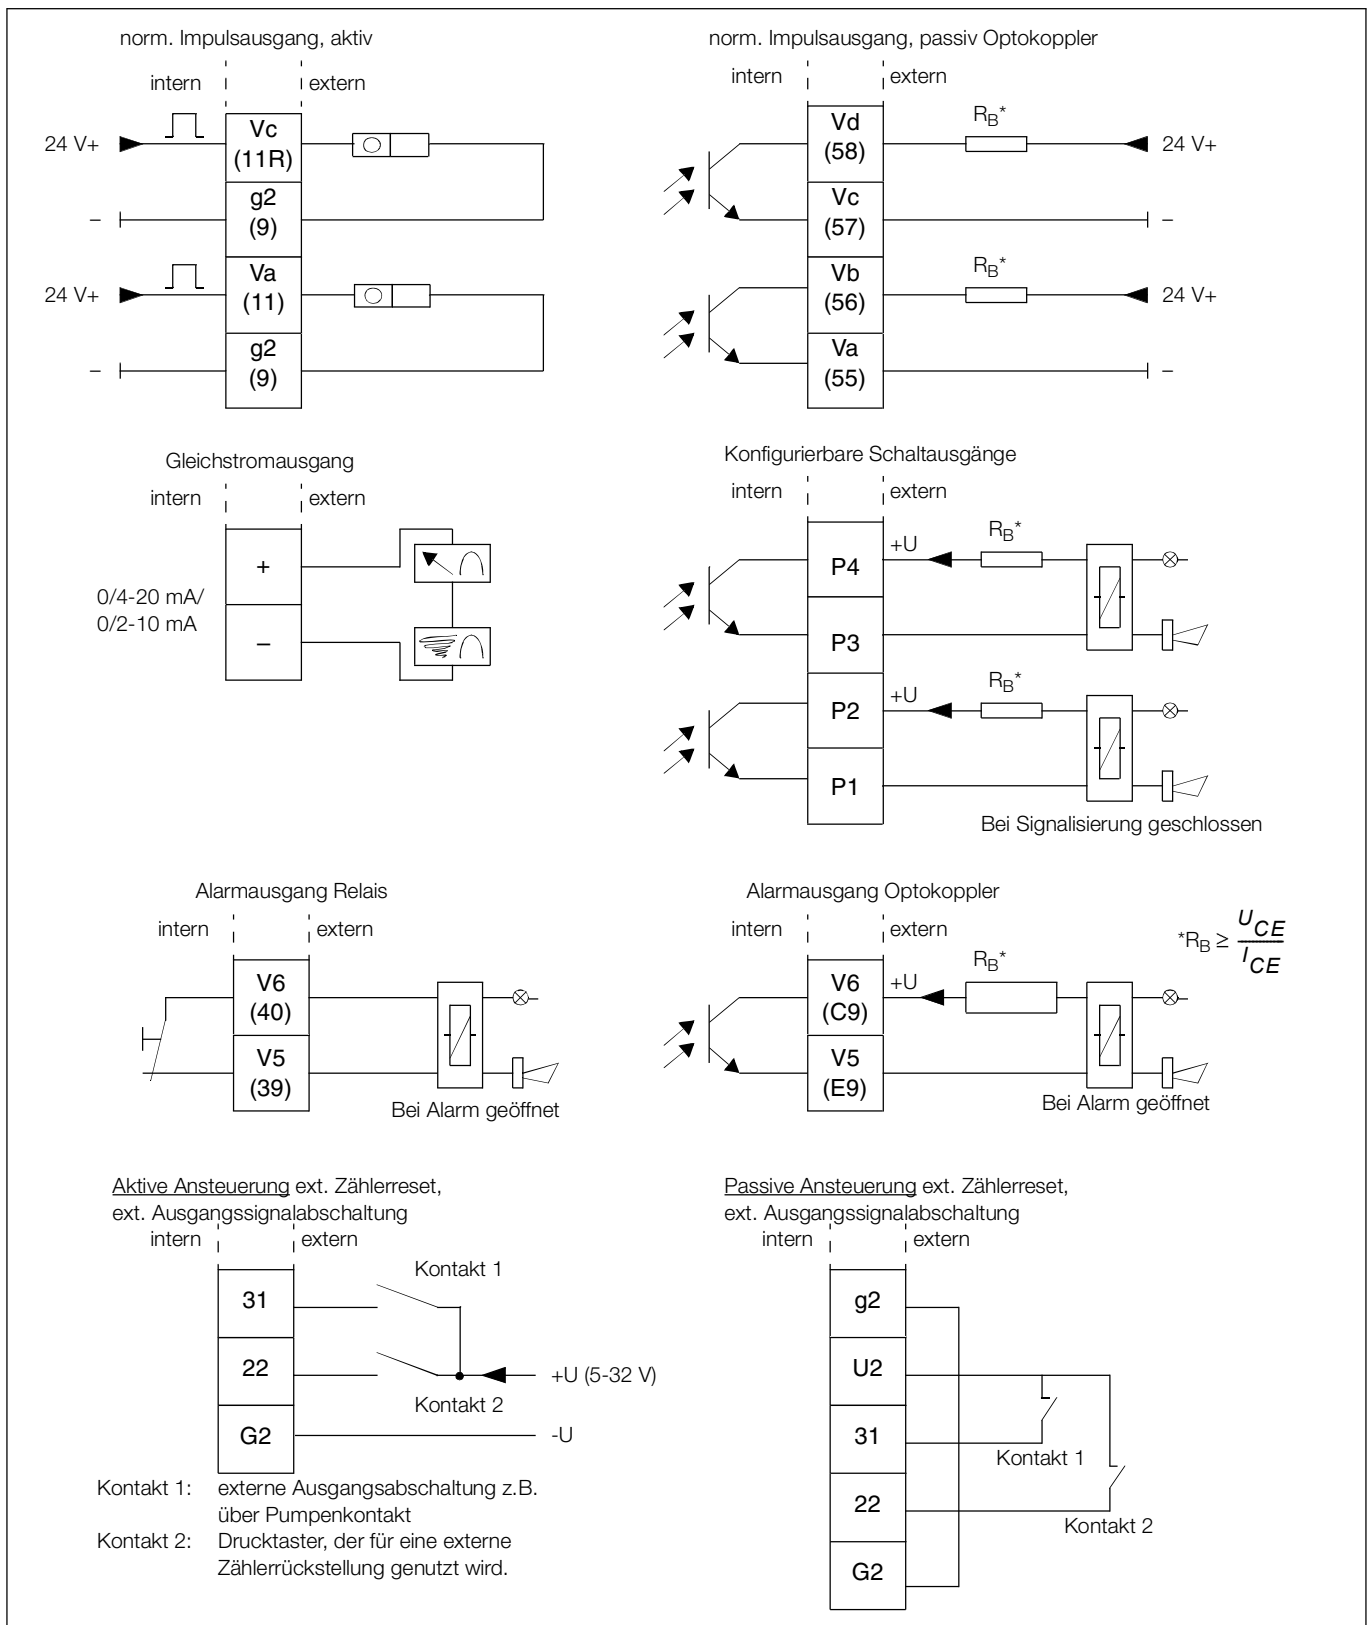 norm. Impulsausgang, aktiv
intern
extern
24 V+
Vc
(11R)
–
g2
(9)
24 V+
Va
(11)
–
g2
(9)
norm. Impulsausgang, passiv Optokoppler
intern
extern
Vd
(58)
RB*
24 V+
Vc
(57)
–
Vb
(56)
RB*
24 V+
Va
(55)
–
Gleichstromausgang
intern
extern
0/4-20 mA/
0/2-10 mA
+
–
Konfigurierbare Schaltausgänge
intern
extern
P4
+U
RB*
P3
P2
+U
RB*
P1
Bei Signalisierung geschlossen
Alarmausgang Relais
intern
extern
V6
(40)
V5
(39)
Bei Alarm geöffnet
Alarmausgang Optokoppler
intern
extern
V6
(C9)
+U
RB*
V5
(E9)
Bei Alarm geöffnet
*RB ≥ UCE
ICE
Aktive Ansteuerung ext. Zählerreset,
ext. Ausgangssignalabschaltung
intern
extern
31
Kontakt 1
22
+U (5-32 V)
Kontakt 2
G2
-U
Kontakt 1: externe Ausgangsabschaltung z.B.
über Pumpenkontakt
Kontakt 2: Drucktaster, der für eine externe
Zählerrückstellung genutzt wird.
Passive Ansteuerung ext. Zählerreset,
ext. Ausgangssignalabschaltung
intern
extern
g2
U2
31
Kontakt 1
22
Kontakt 2
G2